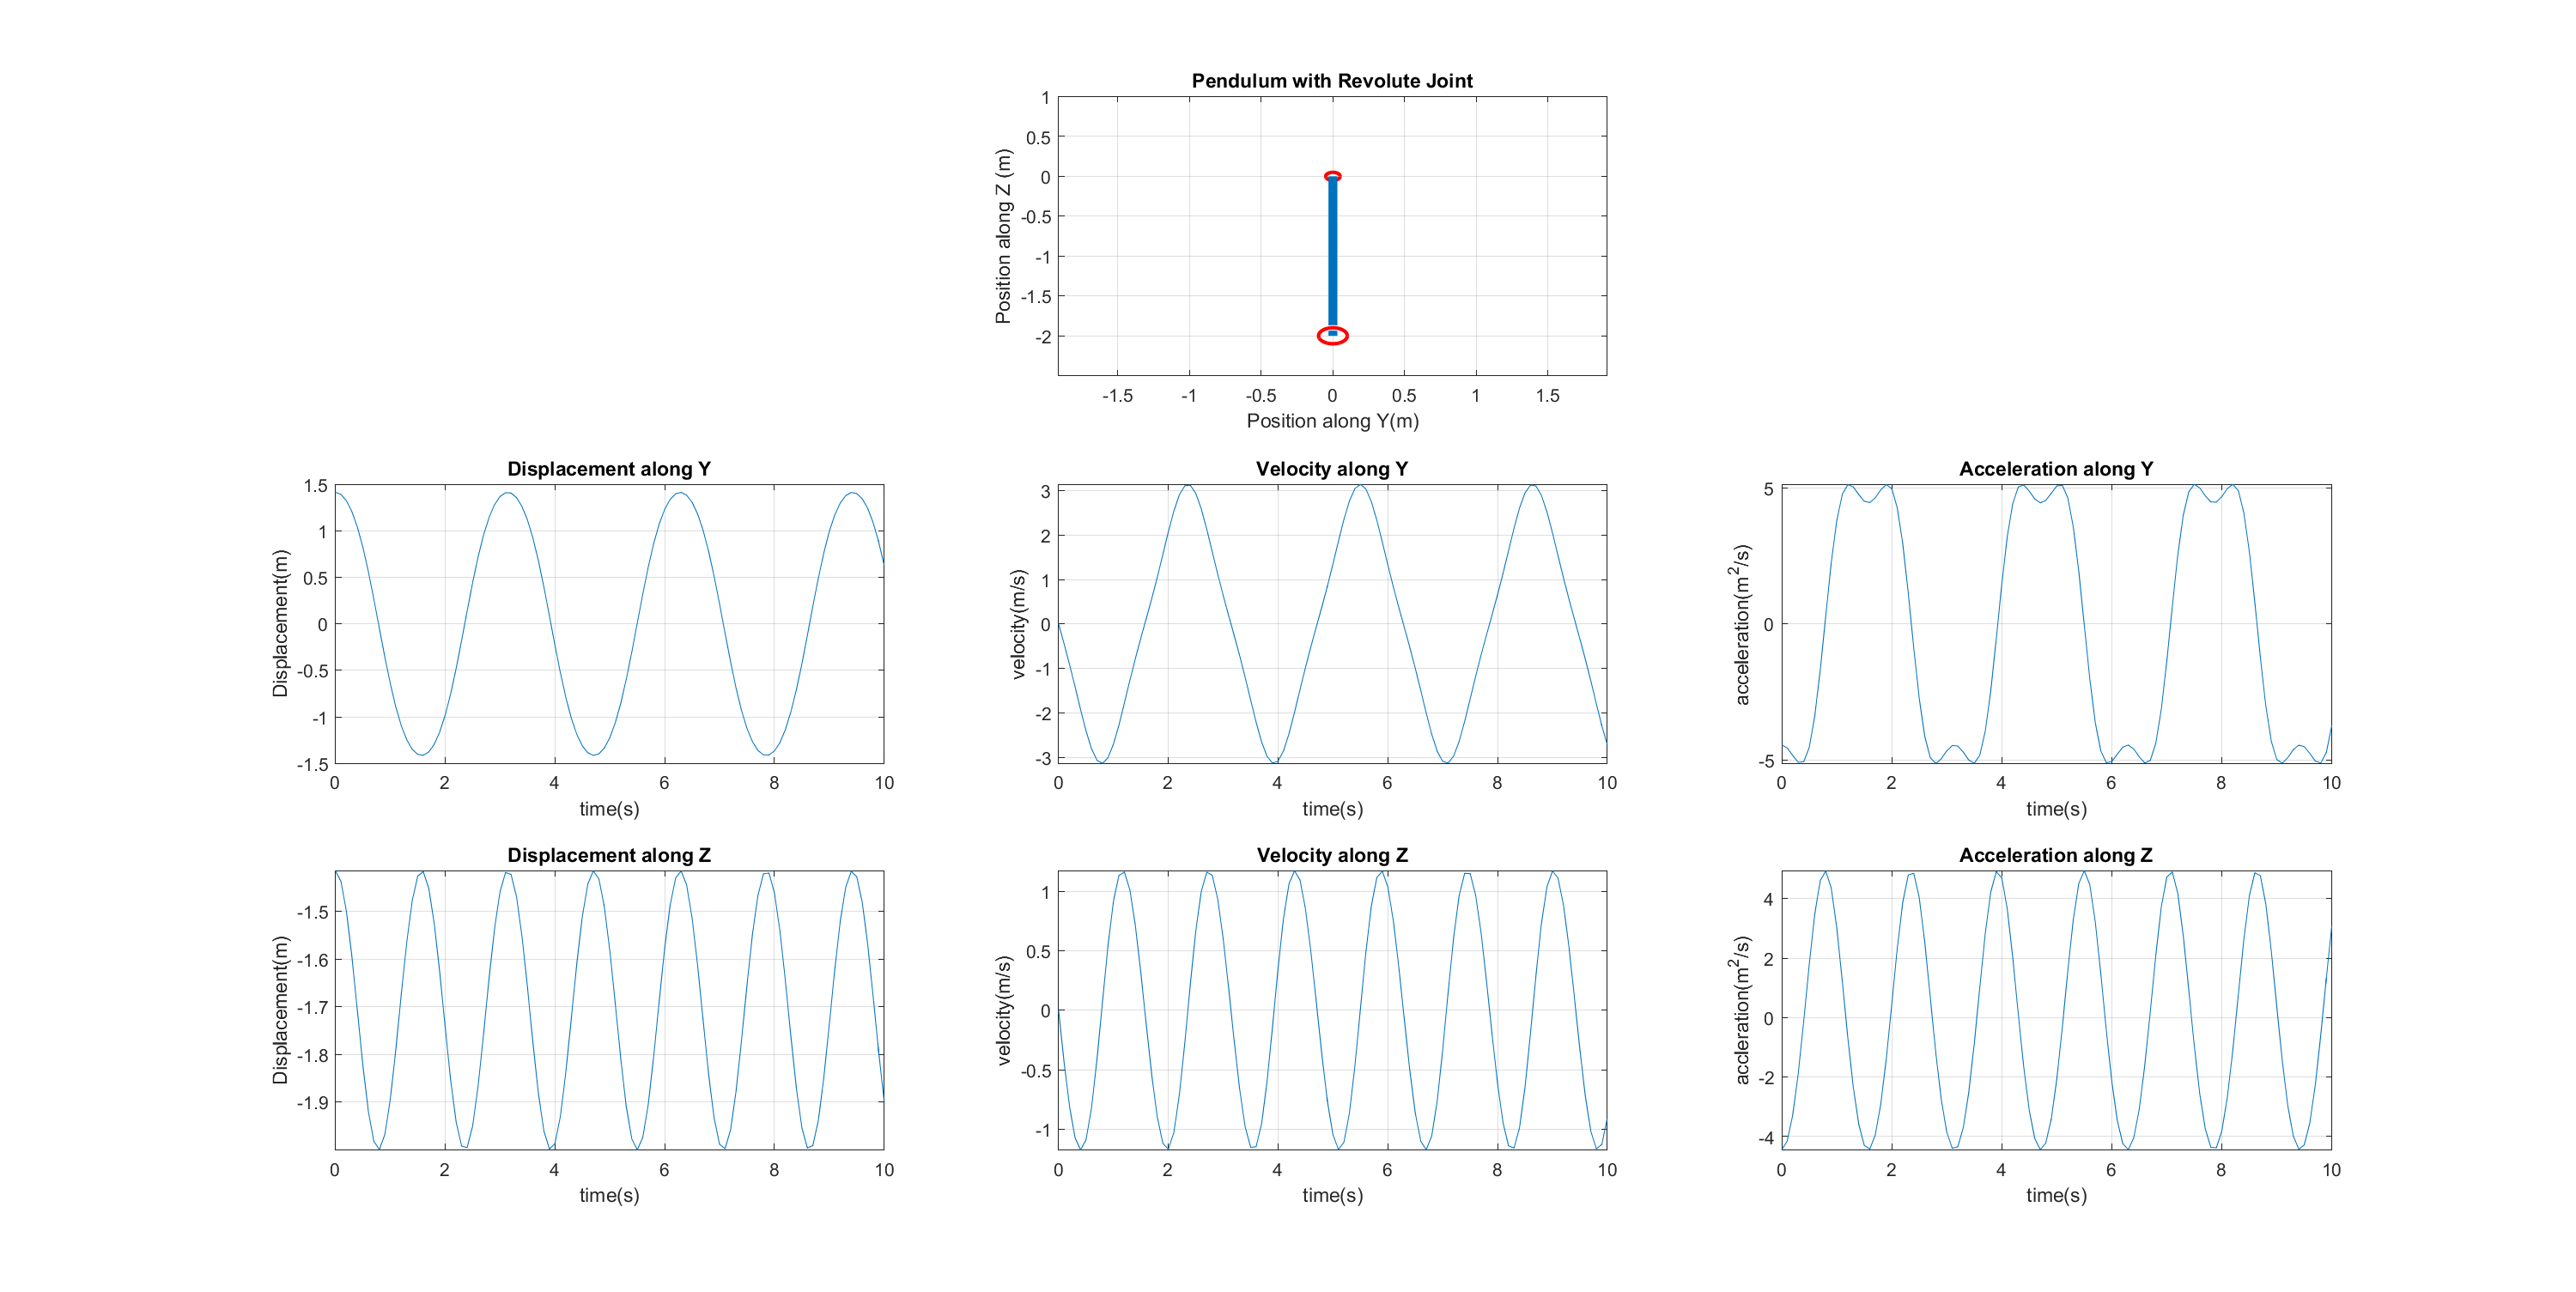 Pendulum with Revolute Joint
1
0.5
0
-0.5
-1
-1.5
-2
Position along Z (m)
-1.5 -1 -0.5 0 0.5 1 1.5
Position along Y(m)
Displacement along Y
1.5
1
0.5
0
-0.5
-1
-1.5
Displacement(m)
0 2 4 6 8 10
time(s)
Velocity along Y
3
2
1
0
-1
-2
-3
velocity(m/s)
0 2 4 6 8 10
time(s)
Acceleration along Y
5
0
-5
acceleration(m²/s)
0 2 4 6 8 10
time(s)
Displacement along Z
-1.5
-1.6
-1.7
-1.8
-1.9
Displacement(m)
0 2 4 6 8 10
time(s)
Velocity along Z
1
0.5
0
-0.5
-1
velocity(m/s)
0 2 4 6 8 10
time(s)
Acceleration along Z
4
2
0
-2
-4
accleration(m²/s)
0 2 4 6 8 10
time(s)